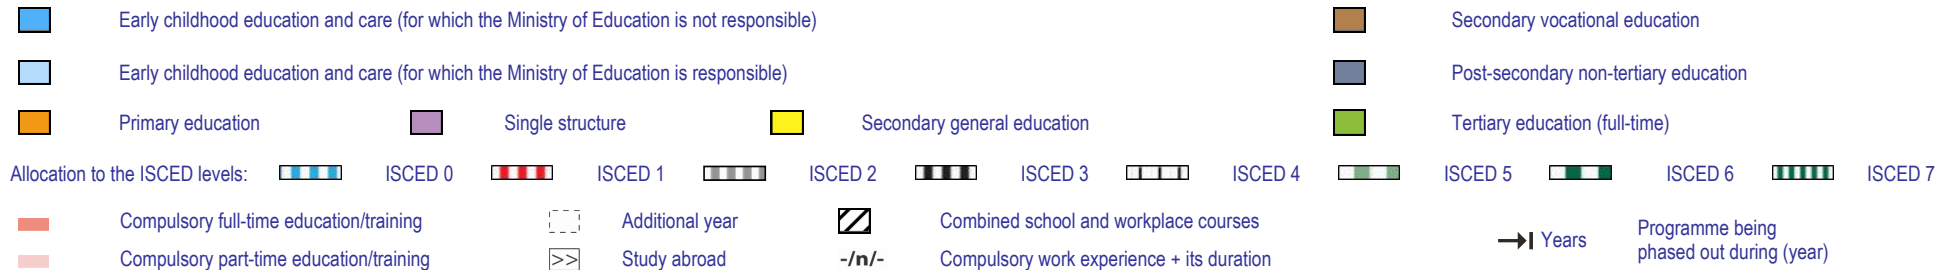 Early childhood education and care (for which the Ministry of Education is not responsible)
Secondary vocational education
Early childhood education and care (for which the Ministry of Education is responsible)
Post-secondary non-tertiary education
Primary education
Single structure
Secondary general education
Tertiary education (full-time)
Allocation to the ISCED levels:
ISCED 0
ISCED 1
ISCED 2
ISCED 3
ISCED 4
ISCED 5
ISCED 6
ISCED 7
Compulsory full-time education/training
Additional year
Combined school and workplace courses
Years
Programme being
phased out during (year)
Compulsory part-time education/training
>>
Study abroad
-/n/-
Compulsory work experience + its duration